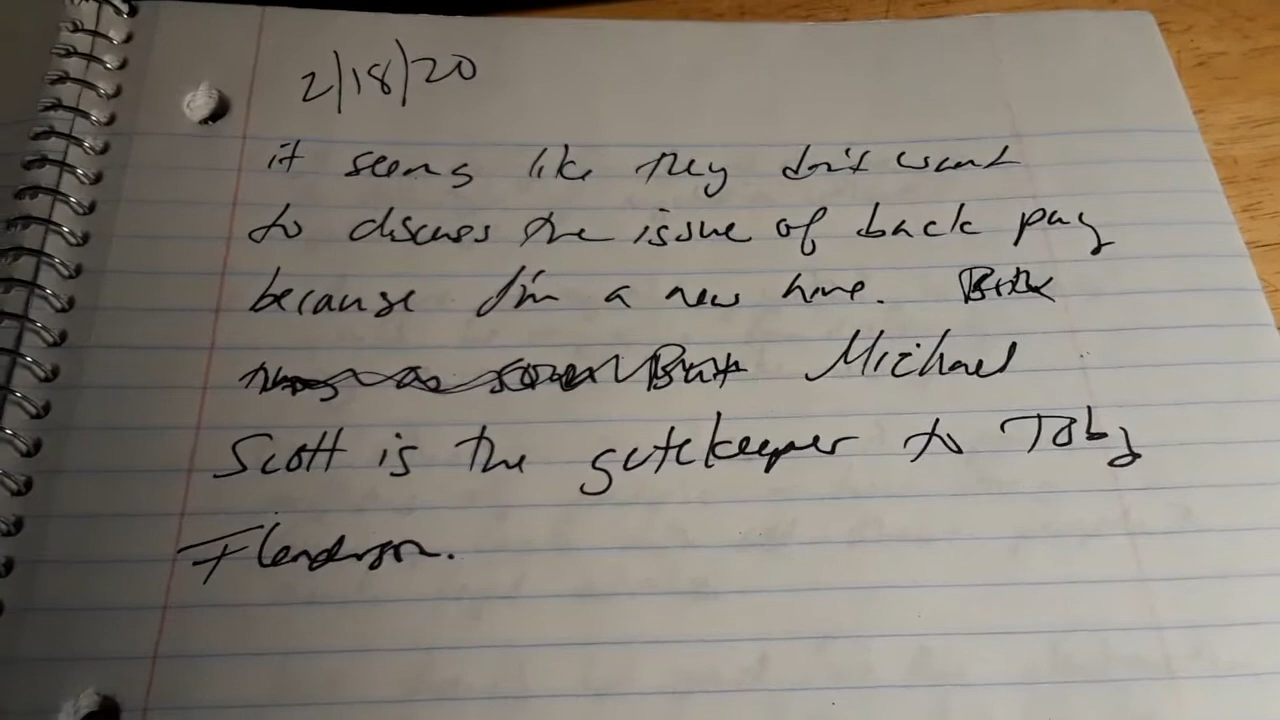 2/18/20
it seems like they don't want
to discuss the issue of back pay
because I'm a new hire.
Michael
Scott is the gatekeeper to Toby
Flenderson.